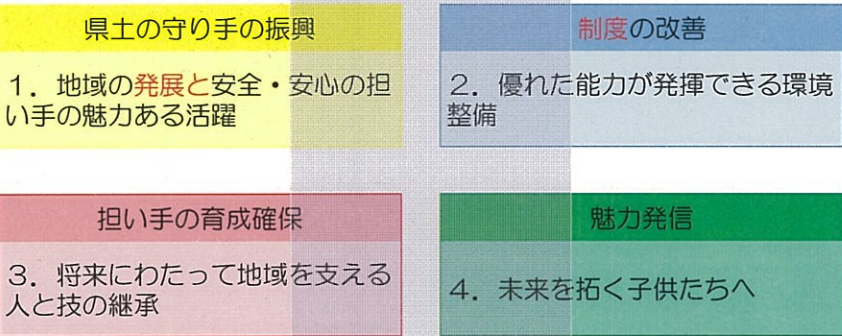 県土の守り手の振興
1．地域の発展と安全・安心の担
い手の魅力ある活躍
制度の改善
2．優れた能力が発揮できる環境
整備
担い手の育成確保
3．将来にわたって地域を支える
人と技の継承
魅力発信
4．未来を拓く子供たちへ